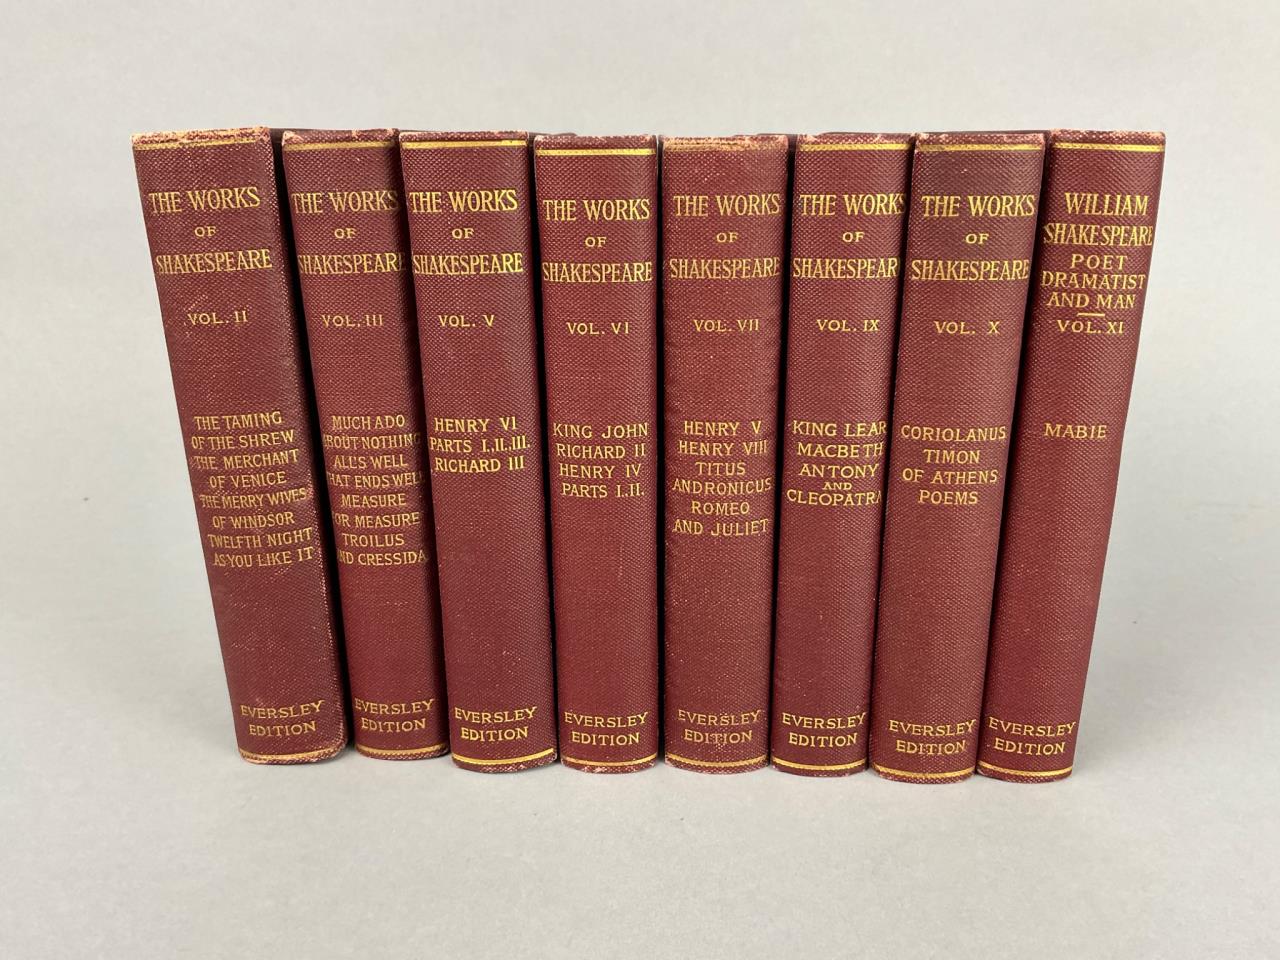 THE WORKS
OF
SHAKESPEARE
VOL. II
THE TAMING
OF THE SHREW
THE MERCHANT
OF VENICE
THE MERRY WIVES
OF WINDSOR
TWELFTH NIGHT
AS YOU LIKE IT
EVERSLEY
EDITION
THE WORKS
OF
SHAKESPEARE
VOL. III
MUCH ADO
ABOUT NOTHING
ALL'S WELL
THAT ENDS WELL
MEASURE
FOR MEASURE
TROILUS
AND CRESSIDA
EVERSLEY
EDITION
THE WORKS
OF
SHAKESPEARE
VOL. V
HENRY VI
PARTS I., II., III.
RICHARD III
EVERSLEY
EDITION
THE WORKS
OF
SHAKESPEARE
VOL. VI
KING JOHN
RICHARD II
HENRY IV
PARTS I., II.
EVERSLEY
EDITION
THE WORKS
OF
SHAKESPEARE
VOL. VII
HENRY V
HENRY VIII
TITUS
ANDRONICUS
ROMEO
AND JULIET
EVERSLEY
EDITION
THE WORKS
OF
SHAKESPEARE
VOL. IX
KING LEAR
MACBETH
ANTONY
AND
CLEOPATRA
EVERSLEY
EDITION
THE WORKS
OF
SHAKESPEARE
VOL. X
CORIOLANUS
TIMON
OF ATHENS
POEMS
EVERSLEY
EDITION
WILLIAM
SHAKESPEARE
POET
DRAMATIST
AND MAN
VOL. XI
MABIE
EVERSLEY
EDITION